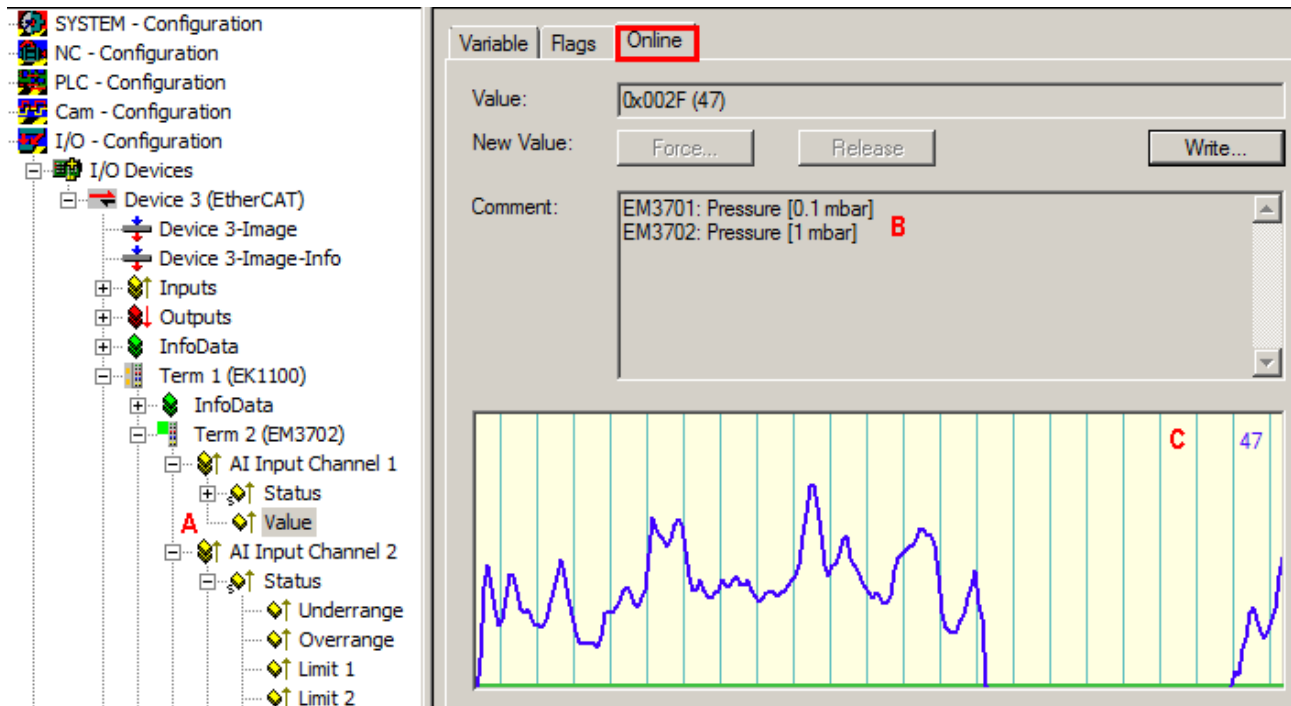 SYSTEM - Configuration
NC - Configuration
PLC - Configuration
Cam - Configuration
I/O - Configuration
I/O Devices
Device 3 (EtherCAT)
Device 3-Image
Device 3-Image-Info
Inputs
Outputs
InfoData
Term 1 (EK1100)
InfoData
Term 2 (EM3702)
AI Input Channel 1
Status
A Value
AI Input Channel 2
Status
Underrange
Overrange
Limit 1
Limit 2
Variable Flags Online
Value: 0x002F (47)
New Value: Force... Release Write...
Comment: EM3701: Pressure [0.1 mbar]
EM3702: Pressure [1 mbar] B
C 47